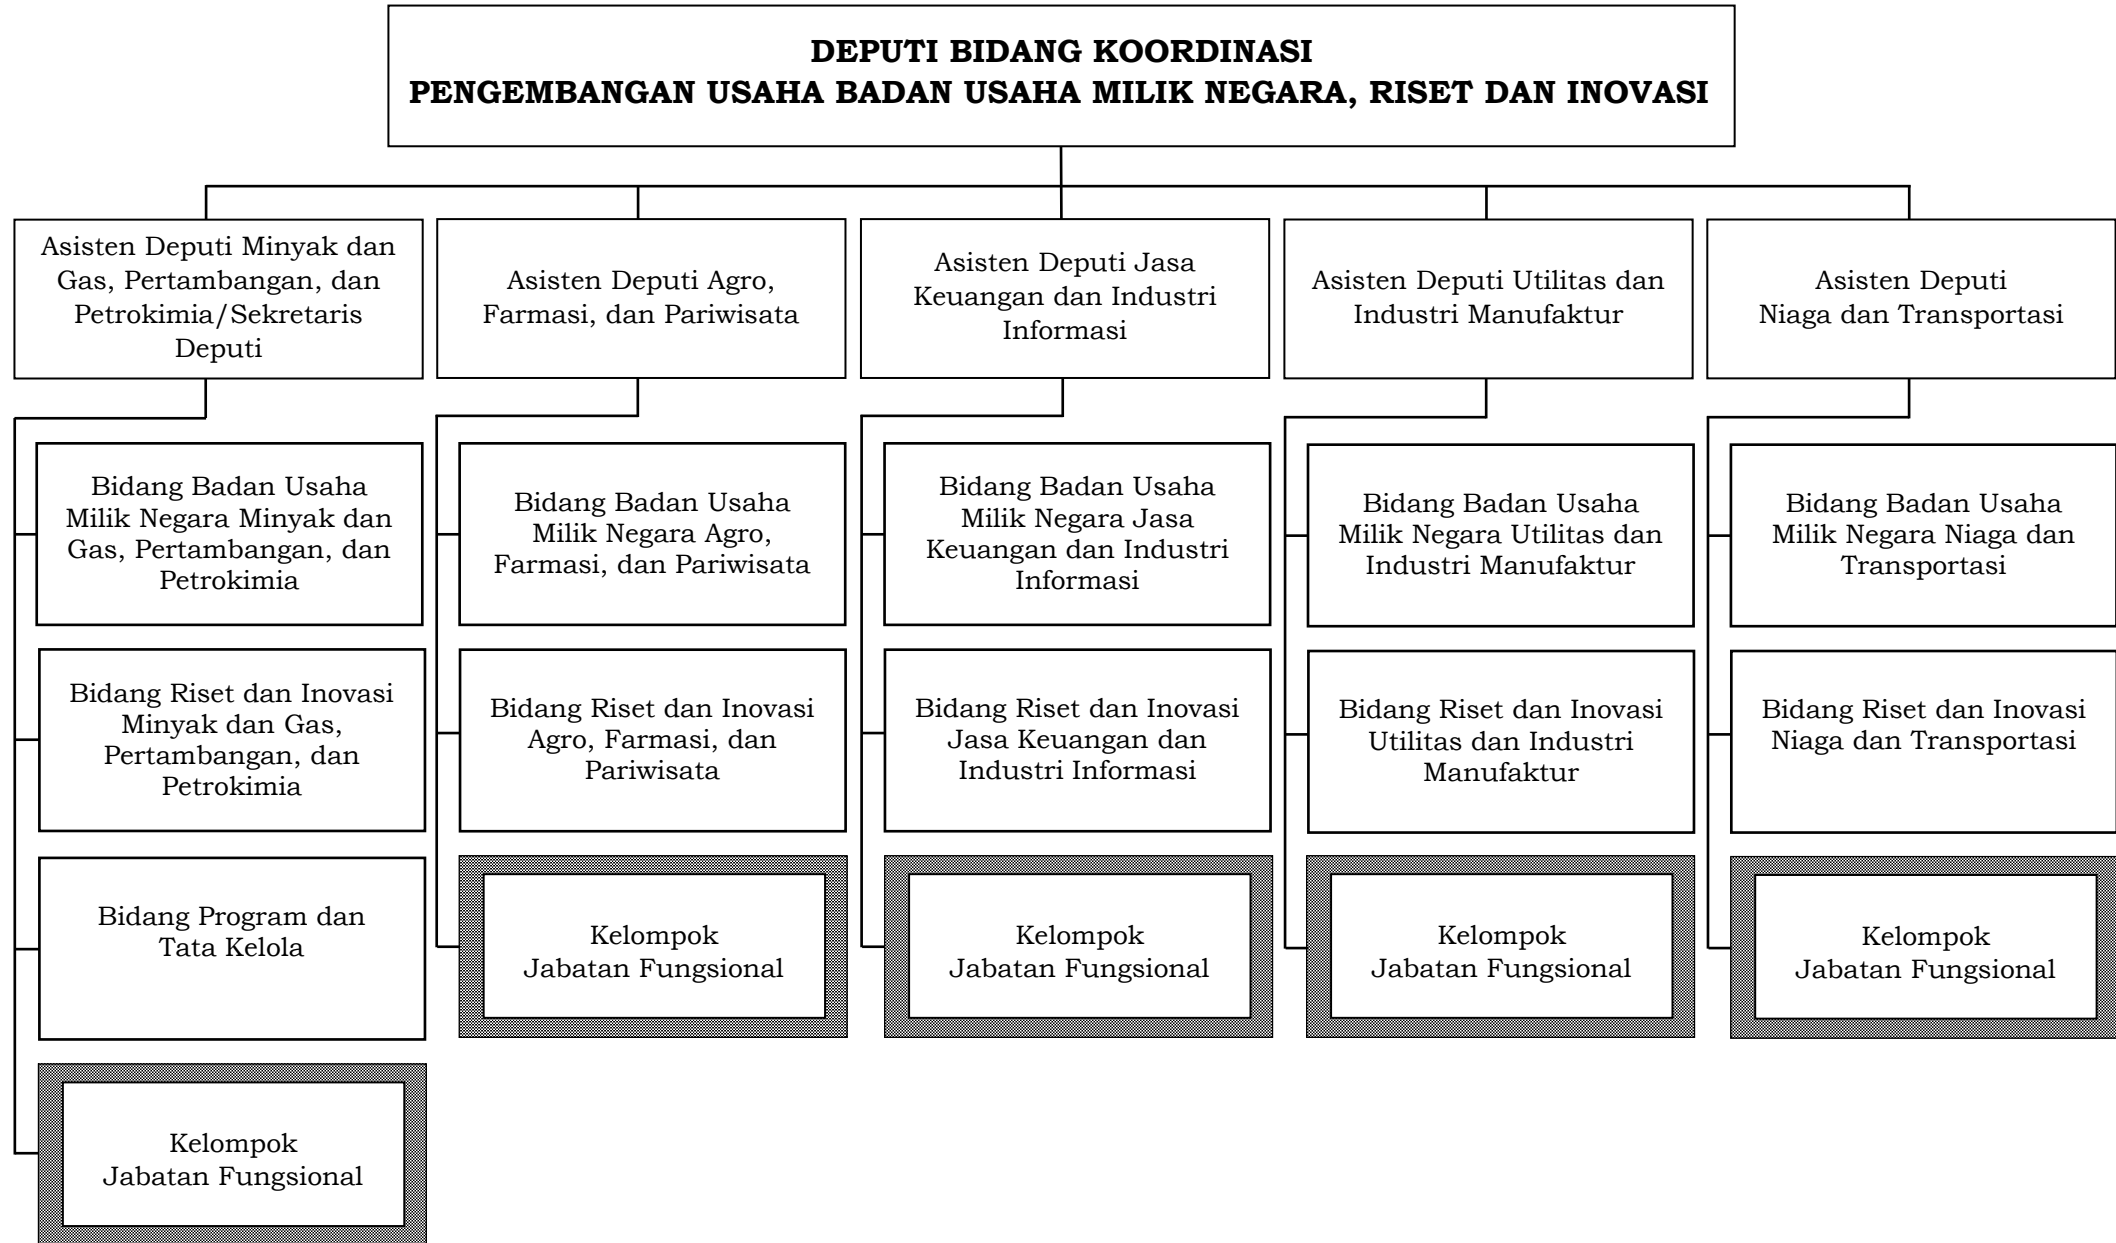 DEPUTI BIDANG KOORDINASI
PENGEMBANGAN USAHA BADAN USAHA MILIK NEGARA, RISET DAN INOVASI
Asisten Deputi Minyak dan
Gas, Pertambangan, dan
Petrokimia/Sekretaris
Deputi
Asisten Deputi Agro,
Farmasi, dan Pariwisata
Asisten Deputi Jasa
Keuangan dan Industri
Informasi
Asisten Deputi Utilitas dan
Industri Manufaktur
Asisten Deputi
Niaga dan Transportasi
Bidang Badan Usaha
Milik Negara Minyak dan
Gas, Pertambangan, dan
Petrokimia
Bidang Badan Usaha
Milik Negara Agro,
Farmasi, dan Pariwisata
Bidang Badan Usaha
Milik Negara Jasa
Keuangan dan Industri
Informasi
Bidang Badan Usaha
Milik Negara Utilitas dan
Industri Manufaktur
Bidang Badan Usaha
Milik Negara Niaga dan
Transportasi
Bidang Riset dan Inovasi
Minyak dan Gas,
Pertambangan, dan
Petrokimia
Bidang Riset dan Inovasi
Agro, Farmasi, dan
Pariwisata
Bidang Riset dan Inovasi
Jasa Keuangan dan
Industri Informasi
Bidang Riset dan Inovasi
Utilitas dan Industri
Manufaktur
Bidang Riset dan Inovasi
Niaga dan Transportasi
Bidang Program dan
Tata Kelola
Kelompok
Jabatan Fungsional
Kelompok
Jabatan Fungsional
Kelompok
Jabatan Fungsional
Kelompok
Jabatan Fungsional
Kelompok
Jabatan Fungsional